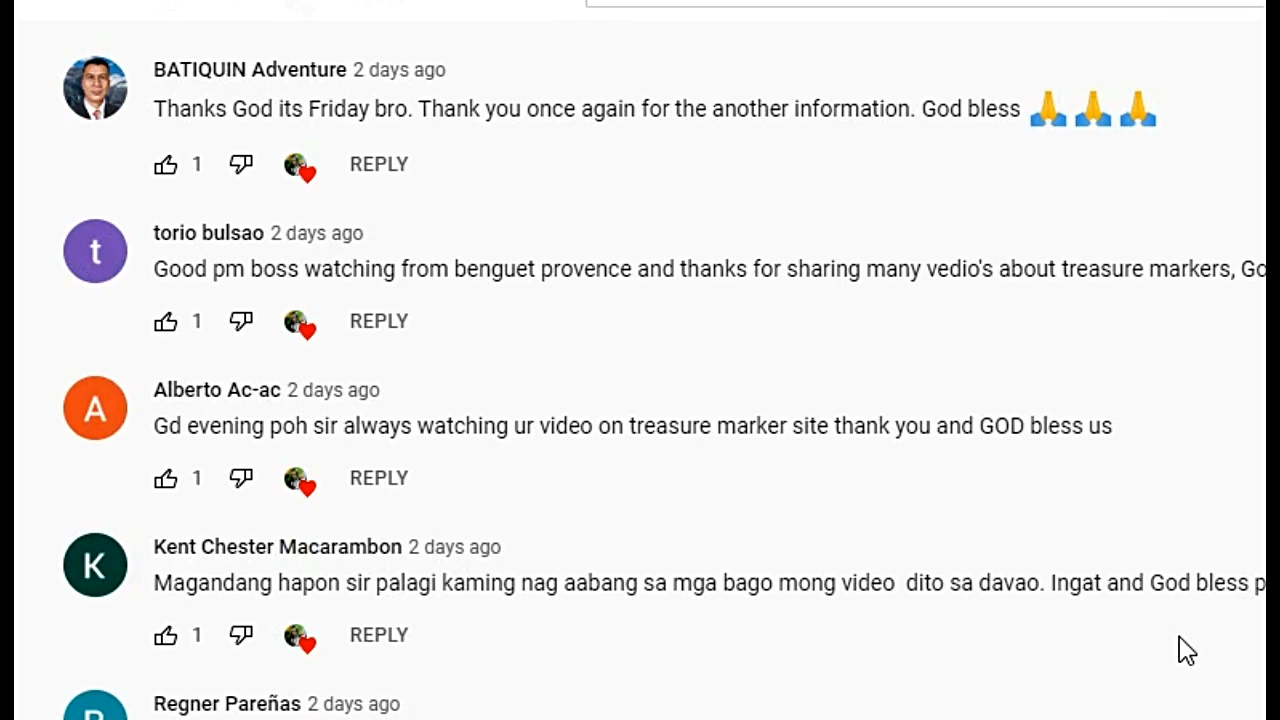 BATIQUIN Adventure 2 days ago
Thanks God its Friday bro. Thank you once again for the another information. God bless 🙏🙏🙏
1 REPLY
t
torio bulsao 2 days ago
Good pm boss watching from benguet provence and thanks for sharing many vedio's about treasure markers,
1 REPLY
A
Alberto Ac-ac 2 days ago
Gd evening poh sir always watching ur video on treasure marker site thank you and GOD bless us
1 REPLY
K
Kent Chester Macarambon 2 days ago
Magandang hapon sir palagi kaming nag aabang sa mga bago mong video dito sa davao. Ingat and God bless
1 REPLY
Regner Pareñas 2 days ago